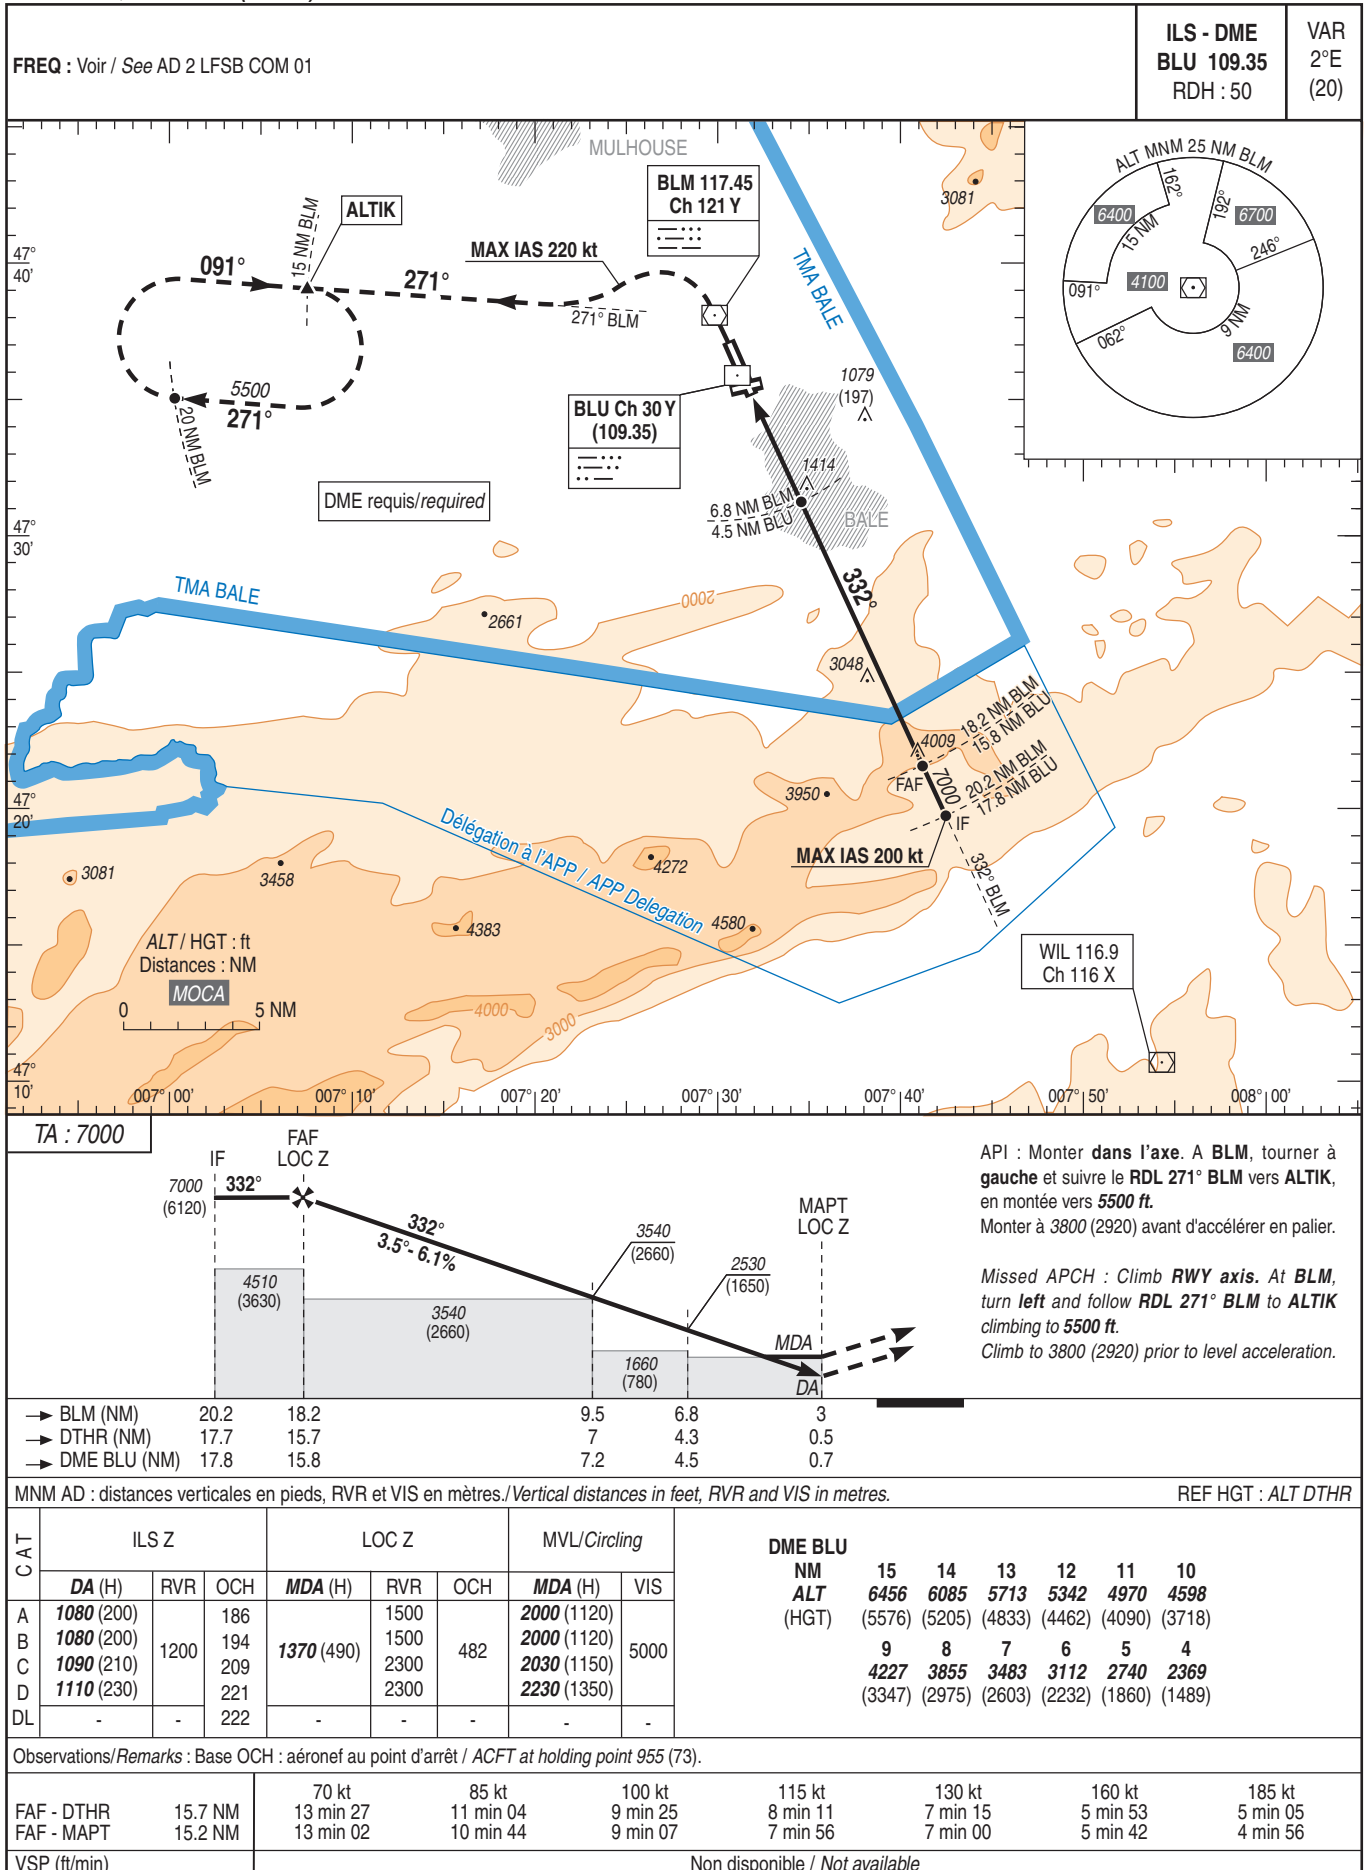 FREQ : Voir / See AD 2 LFSB COM 01
ILS - DME
BLU 109.35
RDH : 50
VAR
2°E
(20)
MULHOUSE
BLM 117.45
Ch 121 Y
ALTIK
15 NM BLM
091°
271°
MAX IAS 220 kt
271° BLM
5500
271°
20 NM BLM
BLU Ch 30 Y
(109.35)
DME requis/required
TMA BALE
3081
1079
(197)
1414
6.8 NM BLM
4.5 NM BLU
BALE
332°
ALT MNM 25 NM BLM
162°
192°
246°
091°
062°
6400
6700
4100
6400
15 NM
9 NM
47°
40'
47°
30'
47°
20'
47°
10'
TMA BALE
2661
2000
3048
4009
18.2 NM BLM
15.8 NM BLU
FAF
7000
20.2 NM BLM
17.8 NM BLU
IF
3950
MAX IAS 200 kt
332° BLM
Délégation à l'APP / APP Delegation
3081
3458
4272
4383
4580
4000
3000
WIL 116.9
Ch 116 X
ALT / HGT : ft
Distances : NM
MOCA
0 5 NM
007° 00' 007° 10' 007° 20' 007° 30' 007° 40' 007° 50' 008° 00'
TA : 7000
IF
FAF
LOC Z
7000
(6120)
332°
332°
3.5°- 6.1%
3540
(2660)
2530
(1650)
MAPT
LOC Z
4510
(3630)
3540
(2660)
1660
(780)
MDA
DA
API : Monter dans l'axe. A BLM, tourner à
gauche et suivre le RDL 271° BLM vers ALTIK,
en montée vers 5500 ft.
Monter à 3800 (2920) avant d'accélérer en palier.
Missed APCH : Climb RWY axis. At BLM,
turn left and follow RDL 271° BLM to ALTIK
climbing to 5500 ft.
Climb to 3800 (2920) prior to level acceleration.
BLM (NM) 20.2 18.2 9.5 6.8 3
DTHR (NM) 17.7 15.7 7 4.3 0.5
DME BLU (NM) 17.8 15.8 7.2 4.5 0.7
MNM AD : distances verticales en pieds, RVR et VIS en mètres./Vertical distances in feet, RVR and VIS in metres. REF HGT : ALT DTHR
CAT ILS Z LOC Z MVL/Circling
DA (H) RVR OCH MDA (H) RVR OCH MDA (H) VIS
A 1080 (200) 186 1500 2000 (1120)
B 1080 (200) 1200 194 1370 (490) 1500 482 2000 (1120) 5000
C 1090 (210) 209 2300 2030 (1150)
D 1110 (230) 221 2300 2230 (1350)
DL - - 222 - - - - -
DME BLU
NM 15 14 13 12 11 10
ALT 6456 6085 5713 5342 4970 4598
(HGT) (5576) (5205) (4833) (4462) (4090) (3718)
9 8 7 6 5 4
4227 3855 3483 3112 2740 2369
(3347) (2975) (2603) (2232) (1860) (1489)
Observations/Remarks : Base OCH : aéronef au point d'arrêt / ACFT at holding point 955 (73).
70 kt 85 kt 100 kt 115 kt 130 kt 160 kt 185 kt
FAF - DTHR 15.7 NM 13 min 27 11 min 04 9 min 25 8 min 11 7 min 15 5 min 53 5 min 05
FAF - MAPT 15.2 NM 13 min 02 10 min 44 9 min 07 7 min 56 7 min 00 5 min 42 4 min 56
VSP (ft/min) Non disponible / Not available